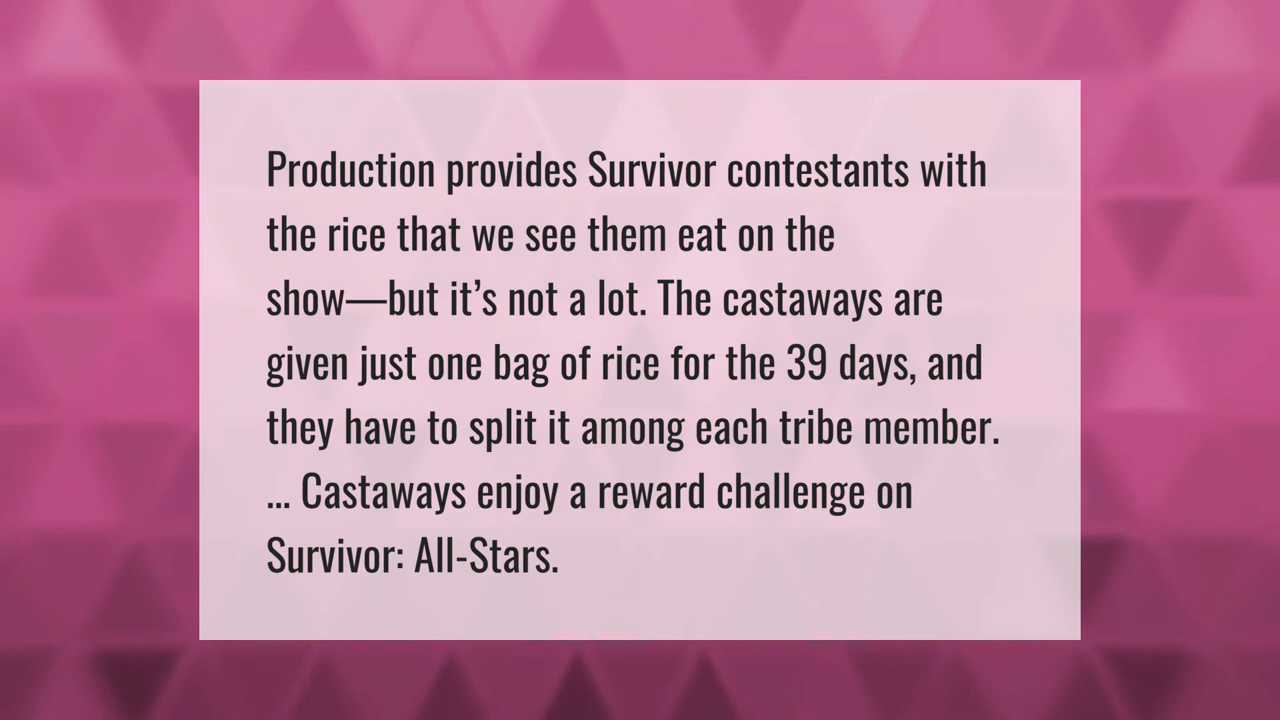 Production provides Survivor contestants with
the rice that we see them eat on the
show—but it’s not a lot. The castaways are
given just one bag of rice for the 39 days, and
they have to split it among each tribe member.
... Castaways enjoy a reward challenge on
Survivor: All-Stars.